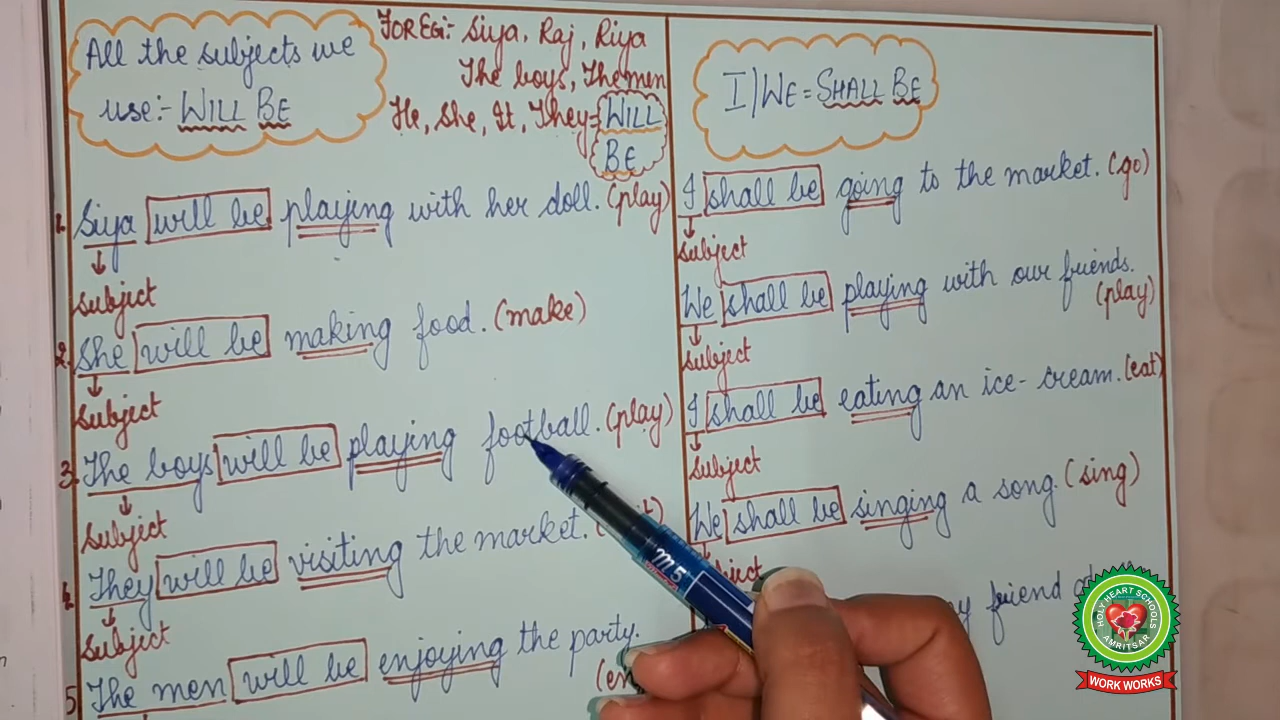 All the subjects we
use:- WILL BE
FOR EG:- Siya, Raj, Riya
The boys, The men
He, She, It, They = WILL
BE
1. Siya will be playing with her doll. (play)
Subject
2. She will be making food. (make)
Subject
3. The boys will be playing football. (play)
Subject
4. They will be visiting the market.
Subject
5. The men will be enjoying the party.
I/WE = SHALL BE
I shall be going to the market. (go)
Subject
We shall be playing with our friends.
(play)
Subject
I shall be eating an ice-cream. (eat)
Subject
We shall be singing a song. (sing)
friend
m5
HOLY HEART SCHOOLS
AMRITSAR
WORK WORKS